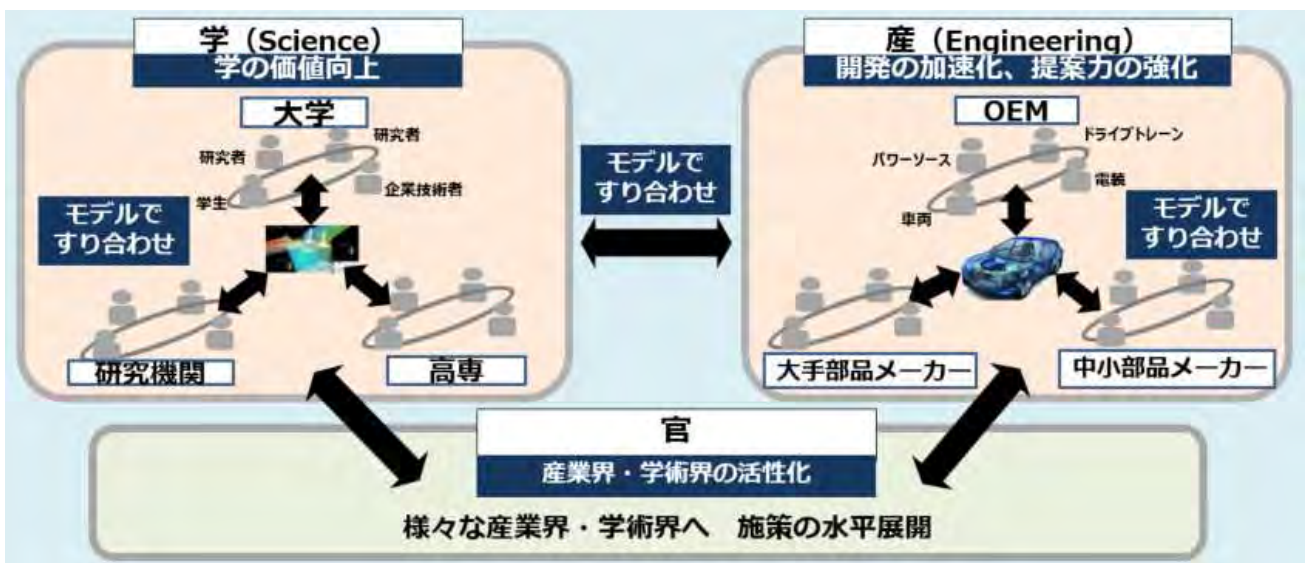 学（Science）
学の価値向上
大学
研究者
研究者
学生
企業技術者
モデルで
すり合わせ
研究機関
高専
モデルで
すり合わせ
産（Engineering）
開発の加速化、提案力の強化
OEM
パワーソース
ドライブトレーン
電装
車両
モデルで
すり合わせ
大手部品メーカー
中小部品メーカー
官
産業界・学術界の活性化
様々な産業界・学術界へ　施策の水平展開